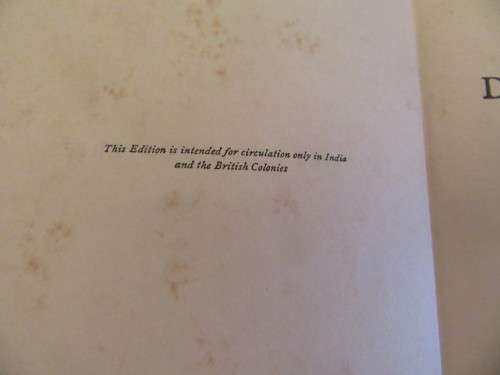 This Edition is intended for circulation only in India
and the British Colonies
D